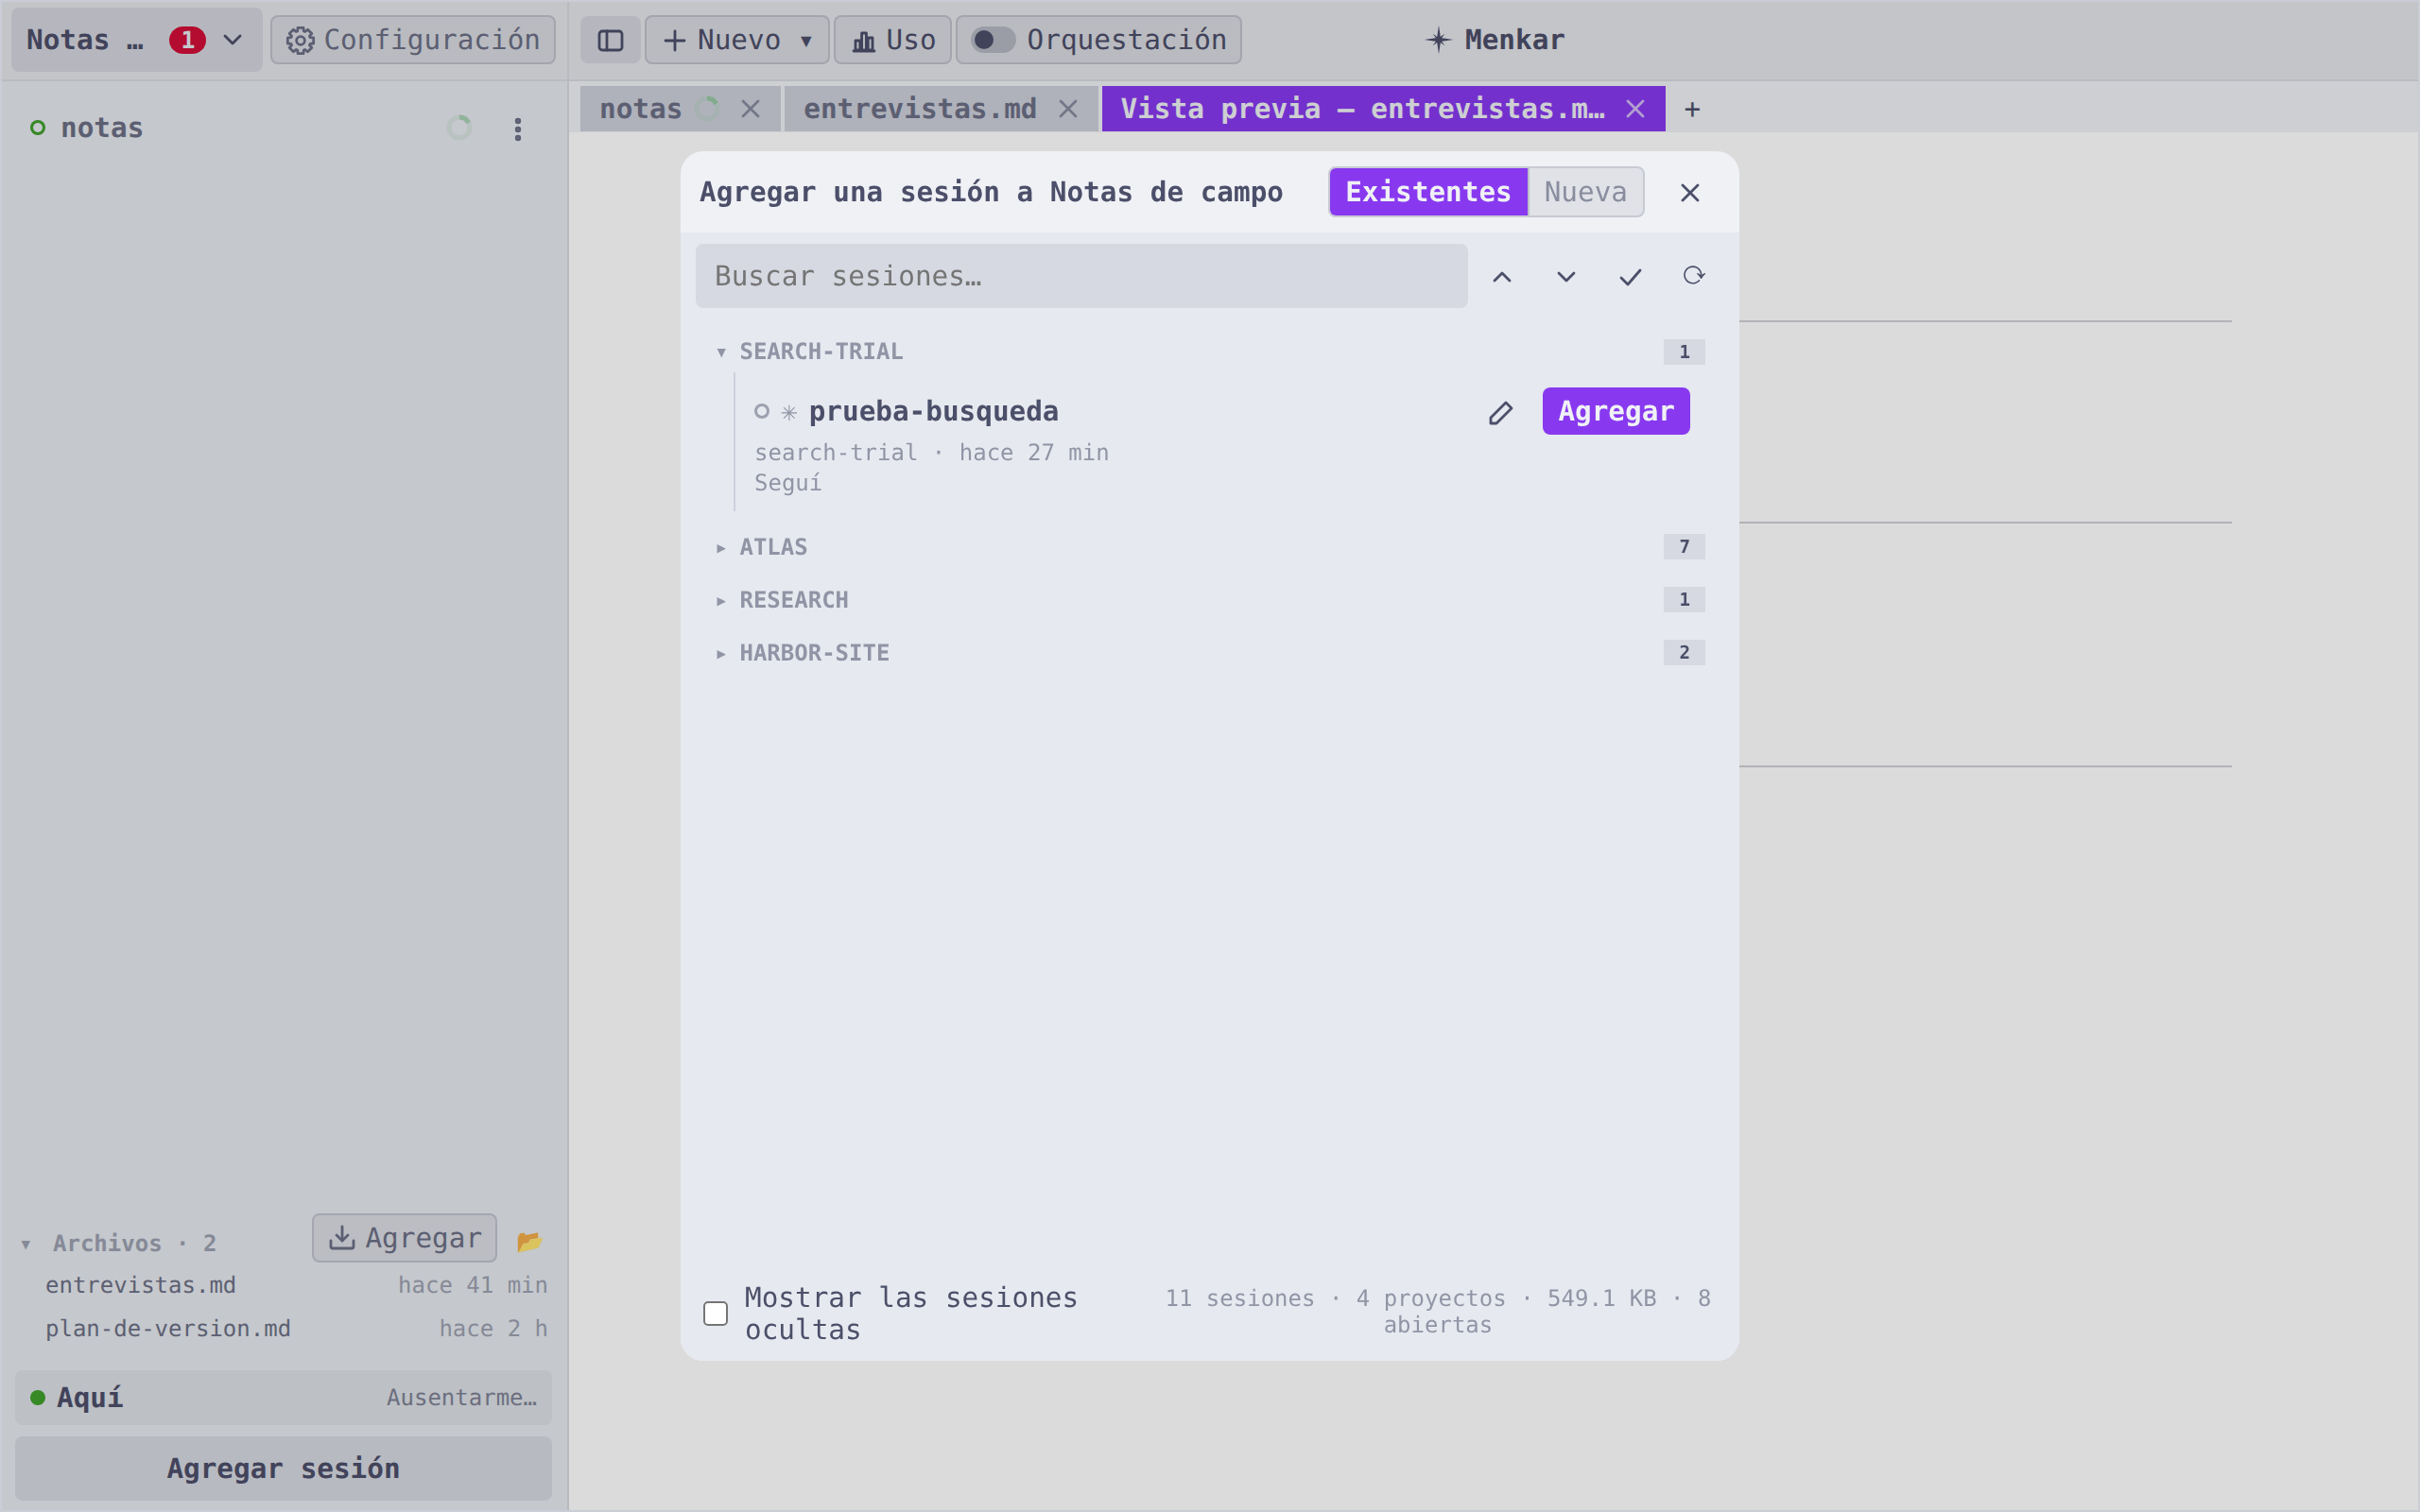 Notas … 1
Configuración
Nuevo
Uso
Orquestación
Menkar
notas
notas
entrevistas.md
Vista previa — entrevistas.m…
+
Agregar una sesión a Notas de campo
Existentes
Nueva
Buscar sesiones…
SEARCH-TRIAL 1
prueba-busqueda
Agregar
search-trial · hace 27 min
Seguí
ATLAS 7
RESEARCH 1
HARBOR-SITE 2
Mostrar las sesiones
ocultas
11 sesiones · 4 proyectos · 549.1 KB · 8
abiertas
Archivos · 2
Agregar
entrevistas.md hace 41 min
plan-de-version.md hace 2 h
Aquí Ausentarme…
Agregar sesión